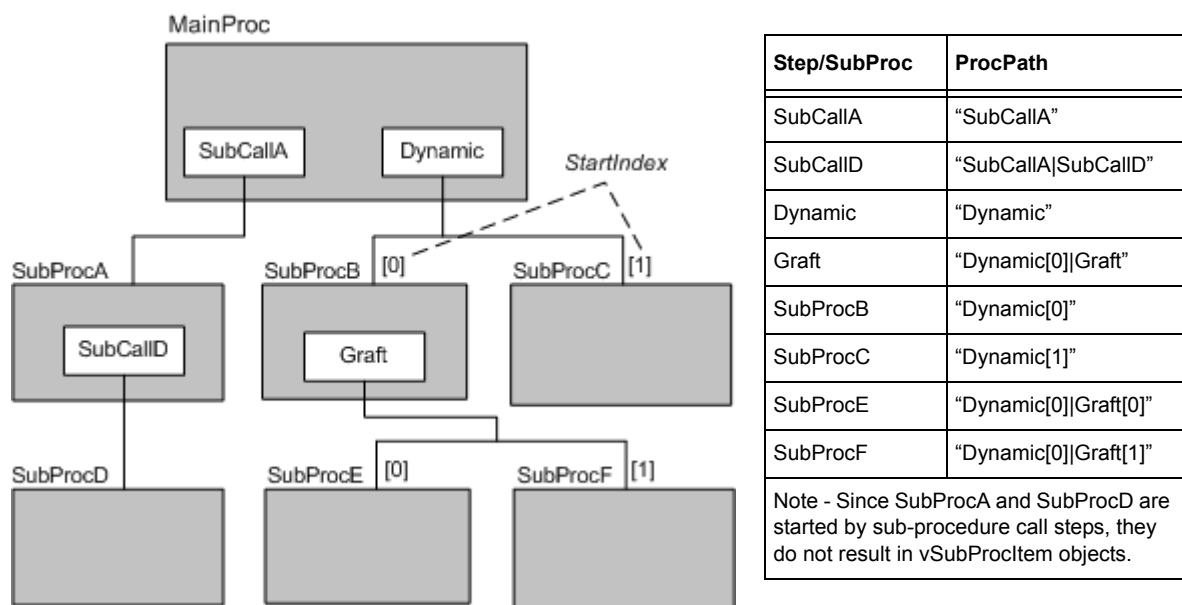 MainProc
SubCallA
Dynamic
StartIndex
SubProcA
SubProcB
[0]
SubProcC
[1]
SubCallD
Graft
SubProcD
SubProcE
[0]
SubProcF
[1]
Step/SubProc ProcPath
SubCallA “SubCallA”
SubCallD “SubCallA|SubCallD”
Dynamic “Dynamic”
Graft “Dynamic[0]|Graft”
SubProcB “Dynamic[0]”
SubProcC “Dynamic[1]”
SubProcE “Dynamic[0]|Graft[0]”
SubProcF “Dynamic[0]|Graft[1]”
Note - Since SubProcA and SubProcD are
started by sub-procedure call steps, they
do not result in vSubProcItem objects.